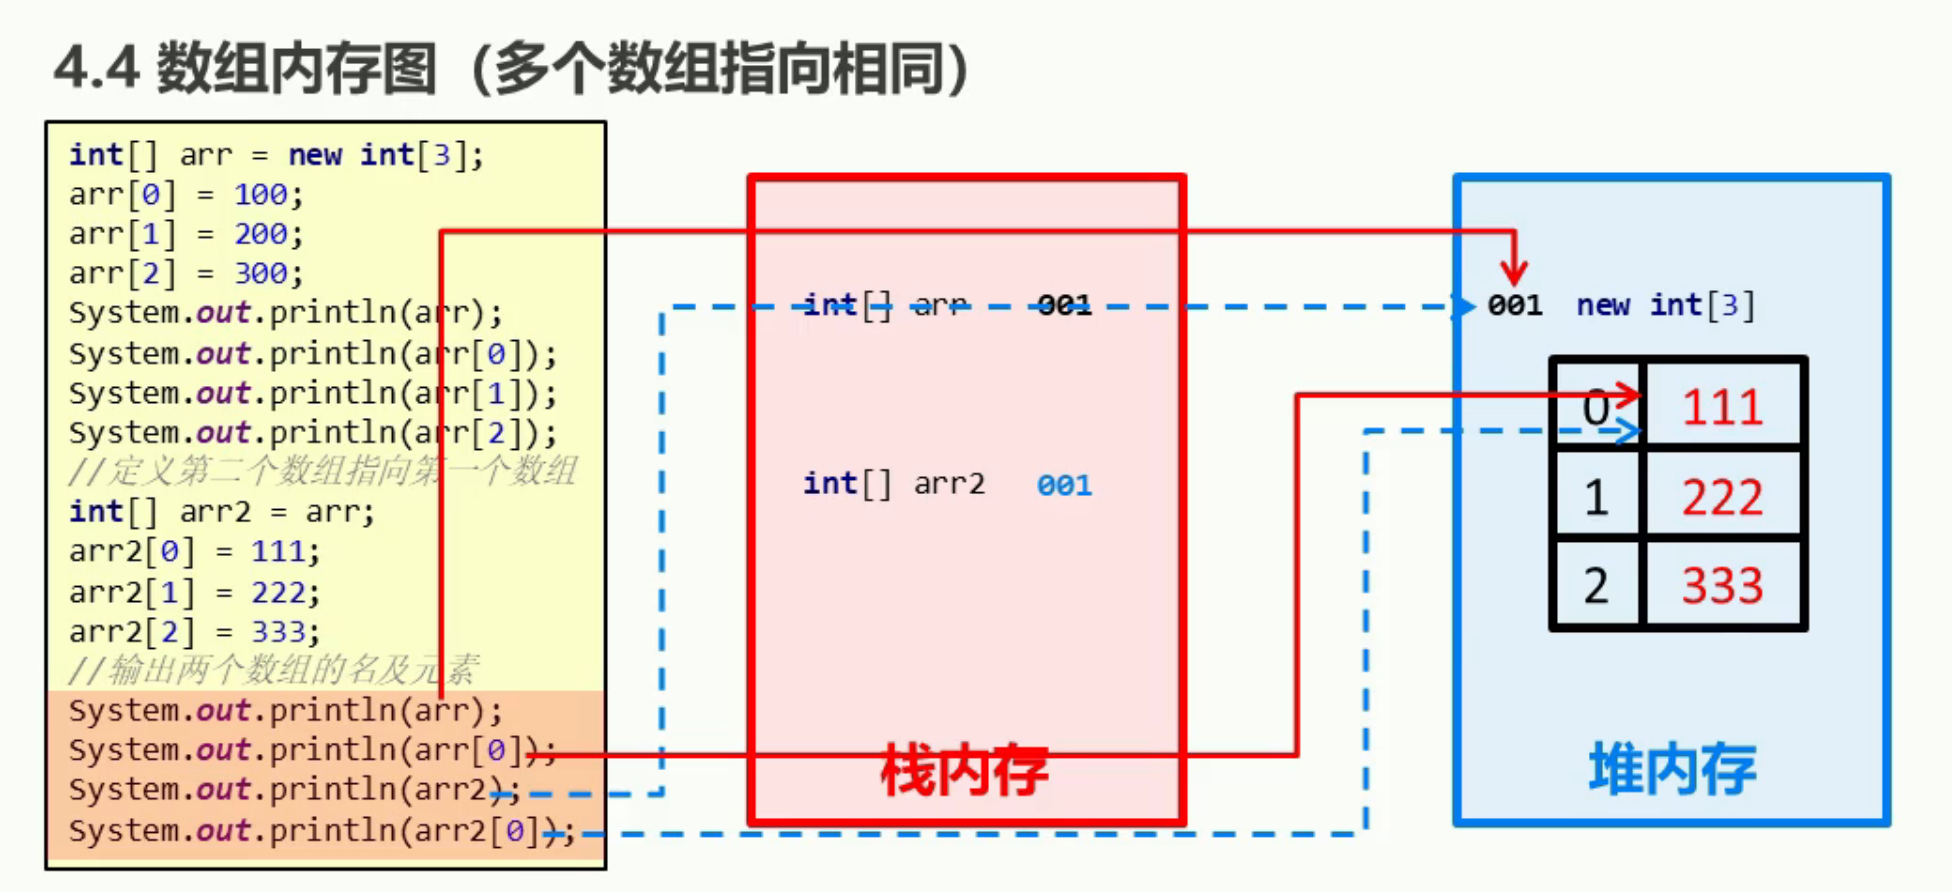 4.4 数组内存图（多个数组指向相同）
int[] arr = new int[3];
arr[0] = 100;
arr[1] = 200;
arr[2] = 300;
System.out.println(arr);
System.out.println(arr[0]);
System.out.println(arr[1]);
System.out.println(arr[2]);
//定义第二个数组指向第一个数组
int[] arr2 = arr;
arr2[0] = 111;
arr2[1] = 222;
arr2[2] = 333;
//输出两个数组的名及元素
System.out.println(arr);
System.out.println(arr[0]);
System.out.println(arr2);
System.out.println(arr2[0]);
int[] arr 001
int[] arr2 001
栈内存
001 new int[3]
0 111
1 222
2 333
堆内存